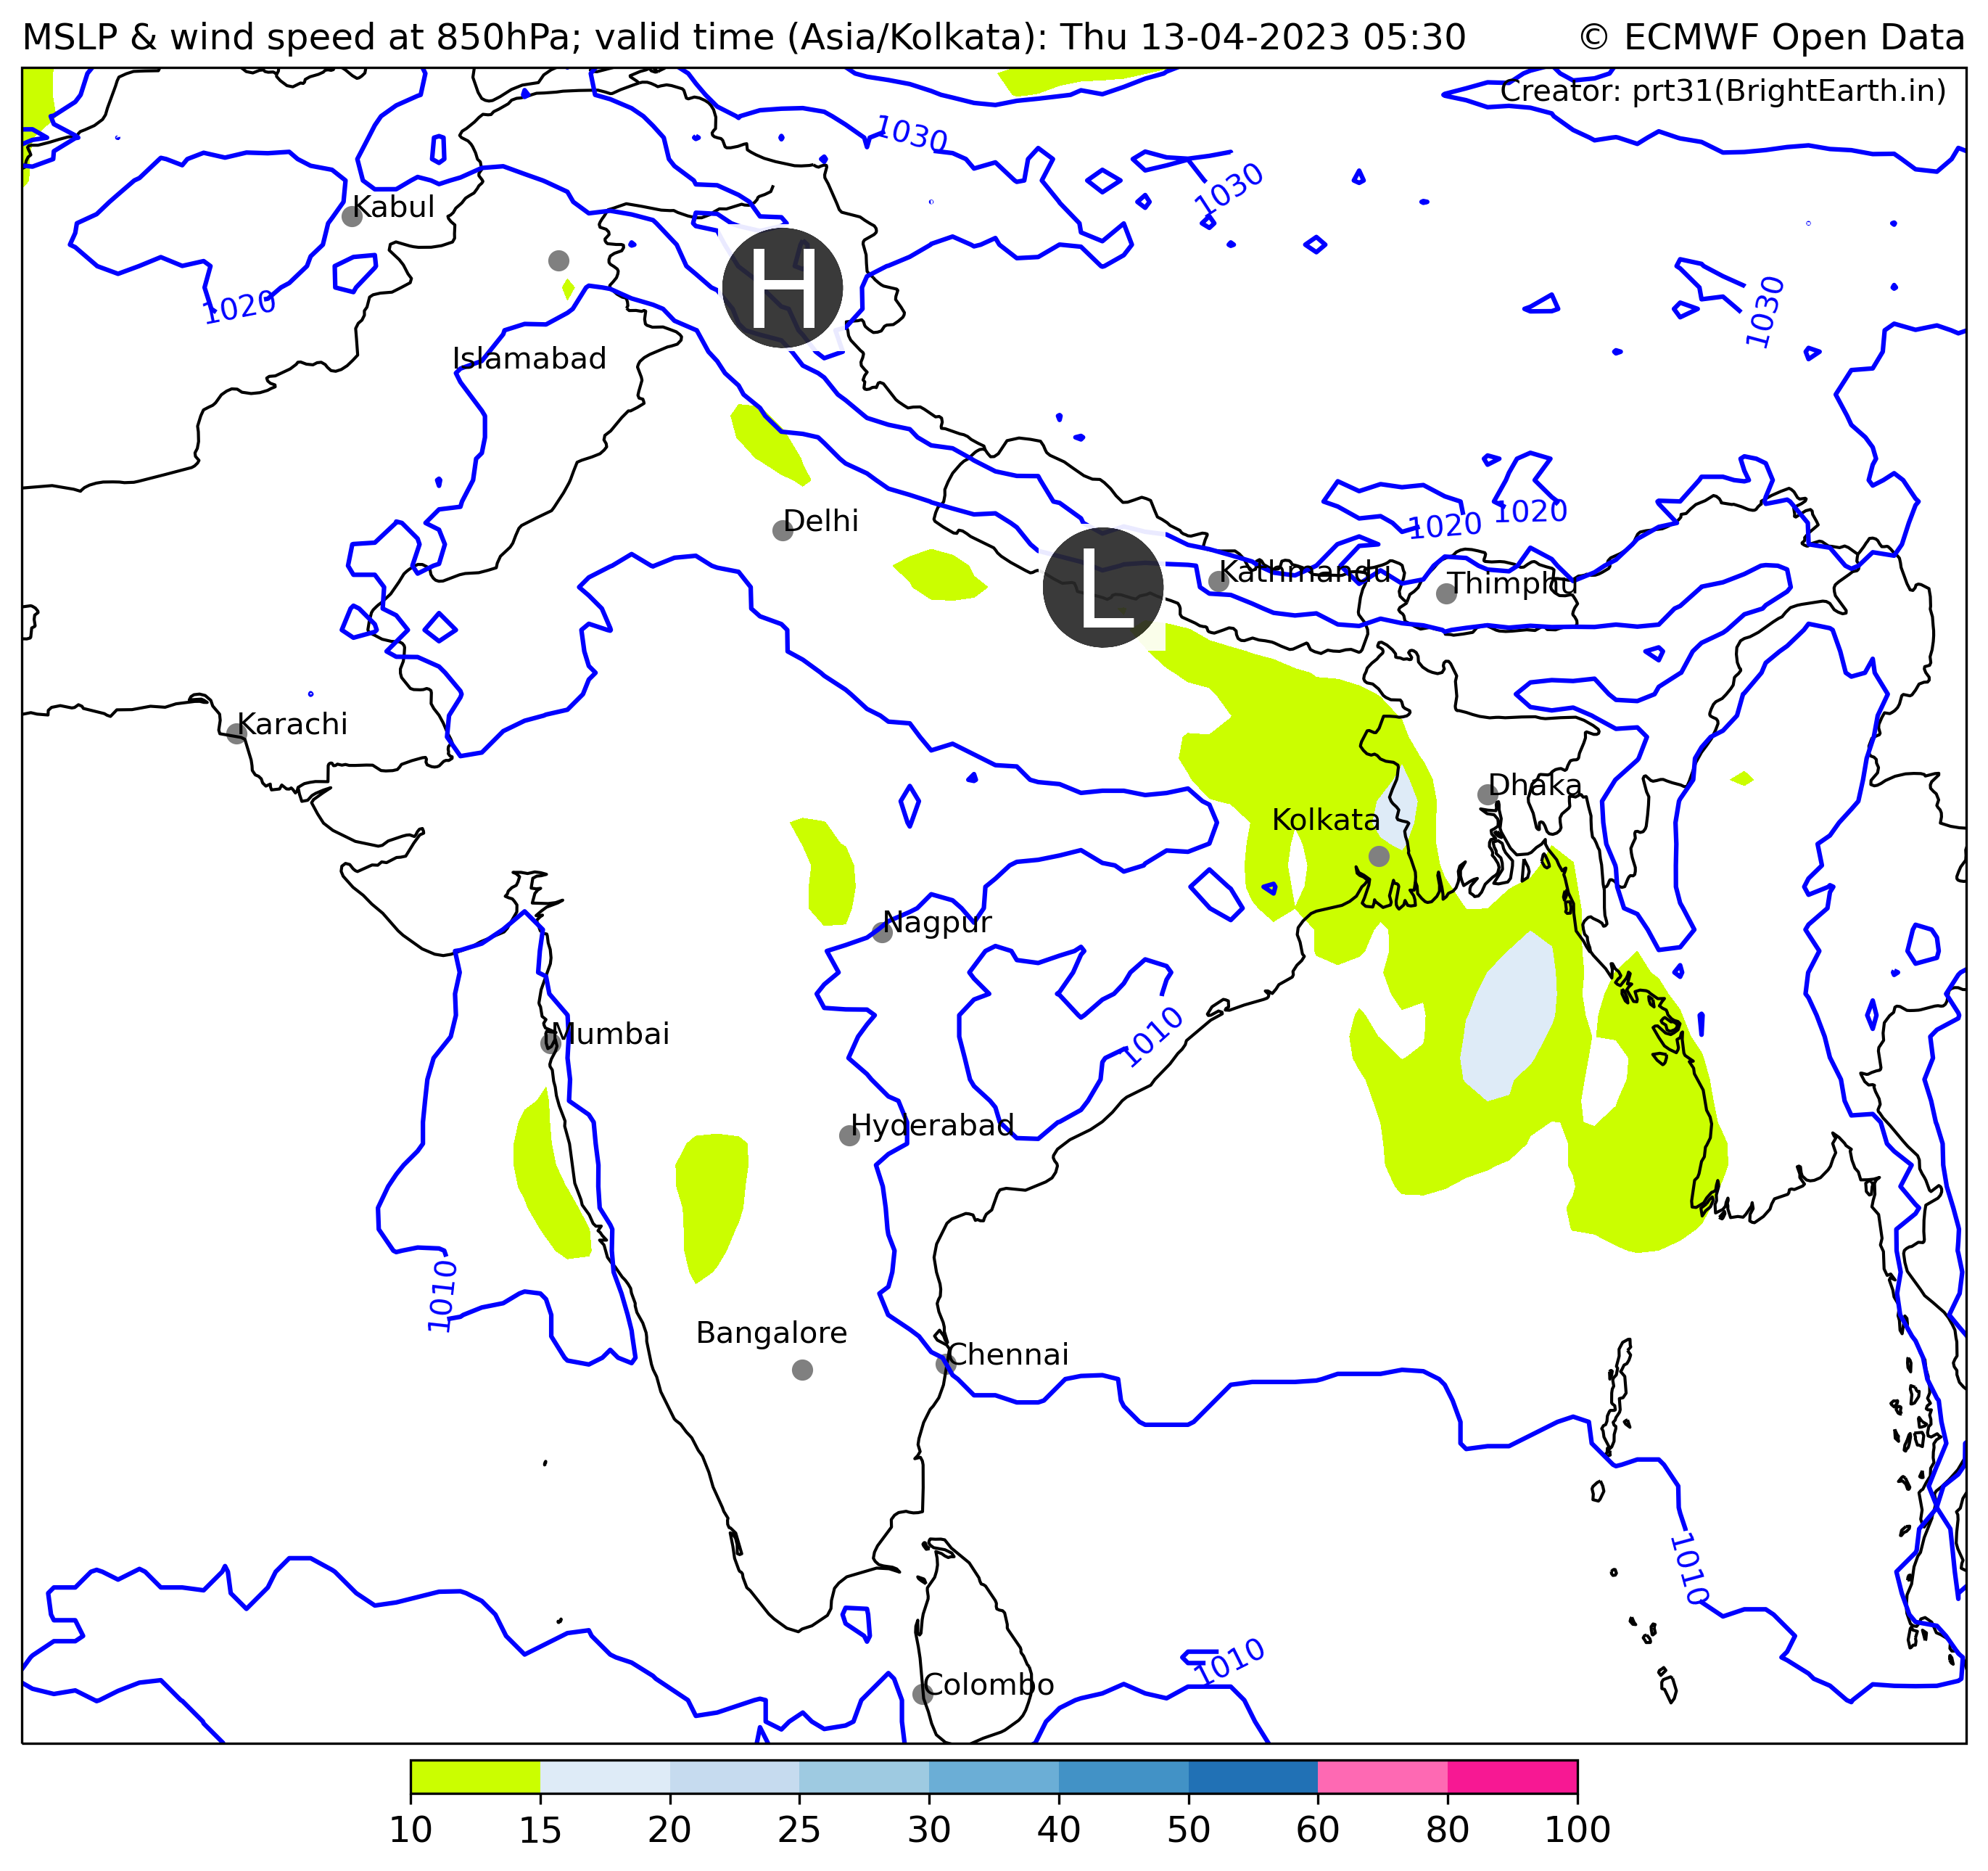 MSLP & wind speed at 850hPa; valid time (Asia/Kolkata): Thu 13-04-2023 05:30 © ECMWF Open Data
Creator: prt31(BrightEarth.in)
1030
1030
Kabul
1020
H
1030
Islamabad
Delhi
1020 1020
L
Kathmandu
Thimphu
Karachi
Dhaka
Kolkata
Nagpur
Mumbai
1010
Hyderabad
1010
Bangalore
Chennai
1010
1010
Colombo
10 15 20 25 30 40 50 60 80 100